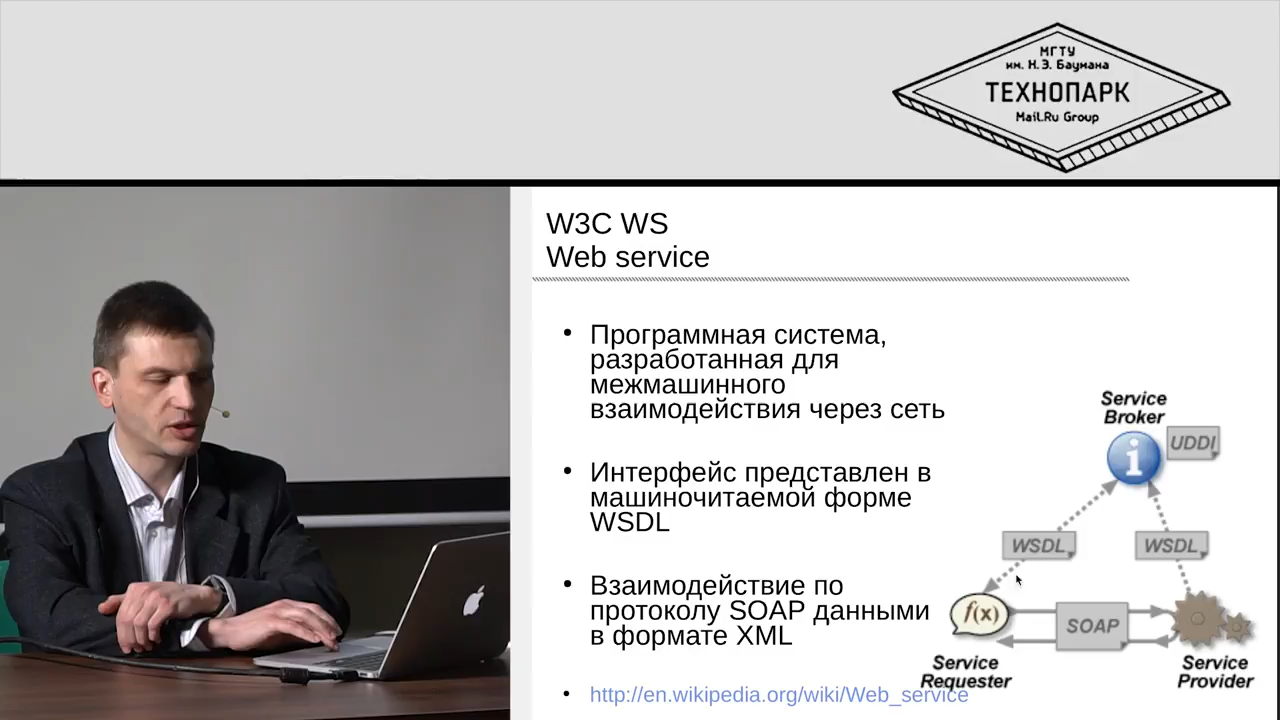 МГТУ
им. Н.Э. Баумана
ТЕХНОПАРК
Mail.Ru Group
W3C WS
Web service
• Программная система,
разработанная для
межмашинного
взаимодействия через сеть
• Интерфейс представлен в
машиночитаемой форме
WSDL
• Взаимодействие по
протоколу SOAP данными
в формате XML
• http://en.wikipedia.org/wiki/Web_service
Service
Broker
UDDI
WSDL
WSDL
f(x)
SOAP
Service
Requester
Service
Provider